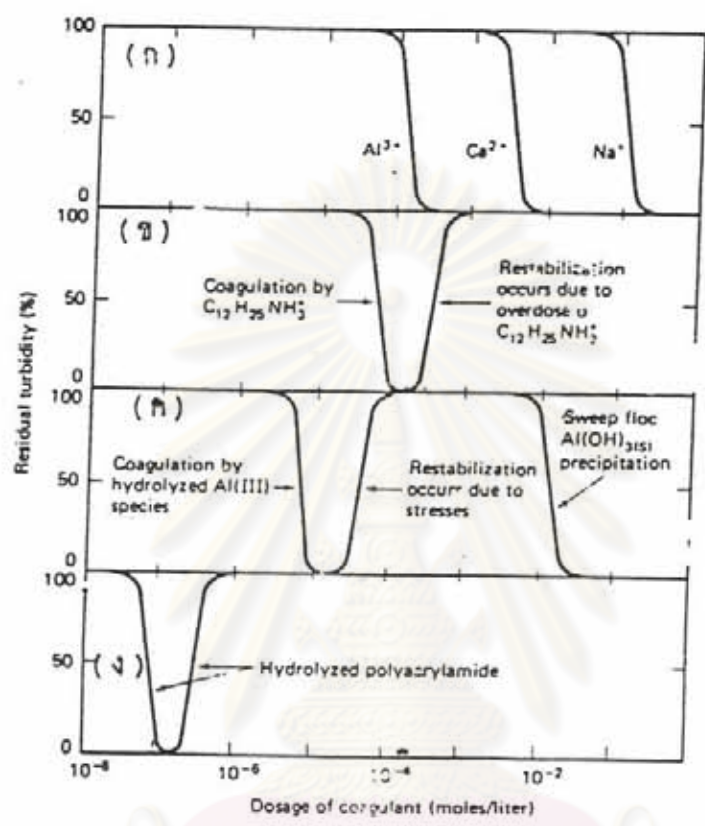 100
(ก)
50
Al³⁺
Ca²⁺
Na⁺
0
100
(ข)
Coagulation by
C₁₂H₂₅NH₃⁺
Restabilization
occurs due to
overdose o
C₁₂H₂₅NH₃⁺
50
0
100
(ค)
Coagulation by
hydrolyzed Al(III)
species
Restabilization
occurr due to
stresses
Sweep floc
Al(OH)₃₍S₎
precipitation
50
0
100
50
(ง)
Hydrolyzed polyacrylamide
0
10⁻⁸
10⁻⁶
10⁻⁴
10⁻²
Residual turbidity (%)
Dosage of coagulant (moles/liter)